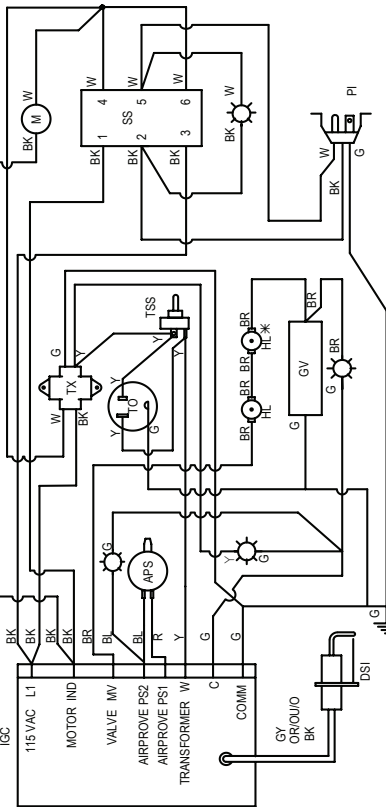 IGC
115 VAC L1
MOTOR IND
VALVE MV
AIRPROVE PS2
AIRPROVE PS1
TRANSFORMER W
C
COMM
BK
BK
BK
BK
BR
BL
BL
R
Y
G
G
GY
OR/OU/O
BK
DSI
G
APS
G
Y
G
W
BK
TX
G
Y
Y
Y
TO
G
Y
Y
TSS
BR
HL
BR
BR
HL
*
BR
G
GV
BR
G
BR
BK
M
W
BK
BK
BK
1
2
3
SS
4
5
6
W
W
W
BK
W
W
BK
G
PI